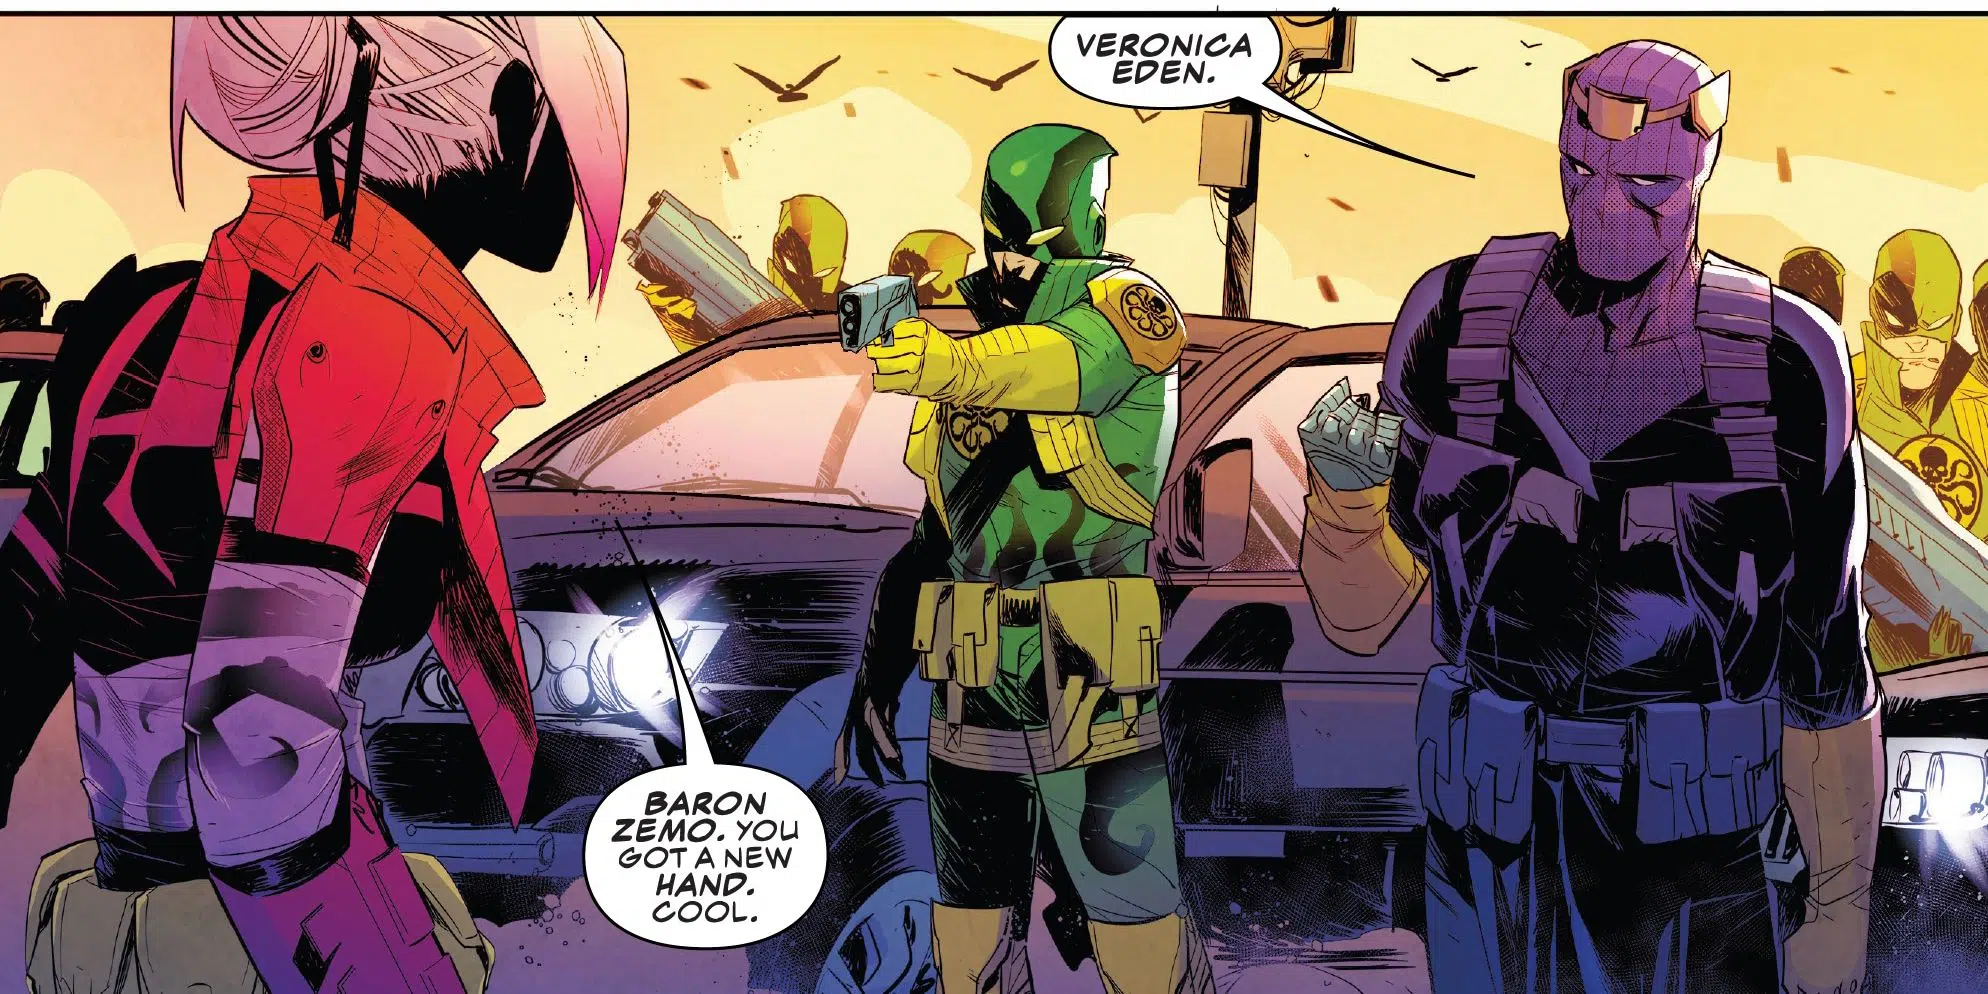 VERONICA
EDEN.
BARON
ZEMO. YOU
GOT A NEW
HAND.
COOL.